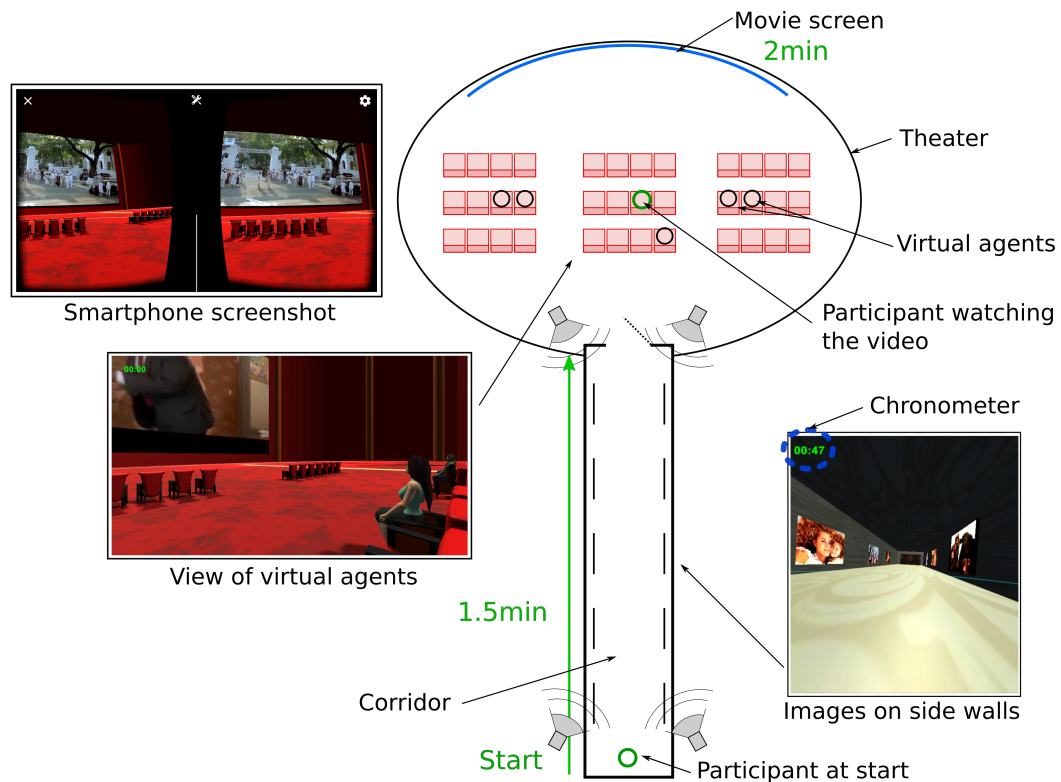 Movie screen
2min
Theater
Smartphone screenshot
Virtual agents
Participant watching
the video
00:00
View of virtual agents
Chronometer
00:47
1.5min
Corridor
Images on side walls
Start
Participant at start